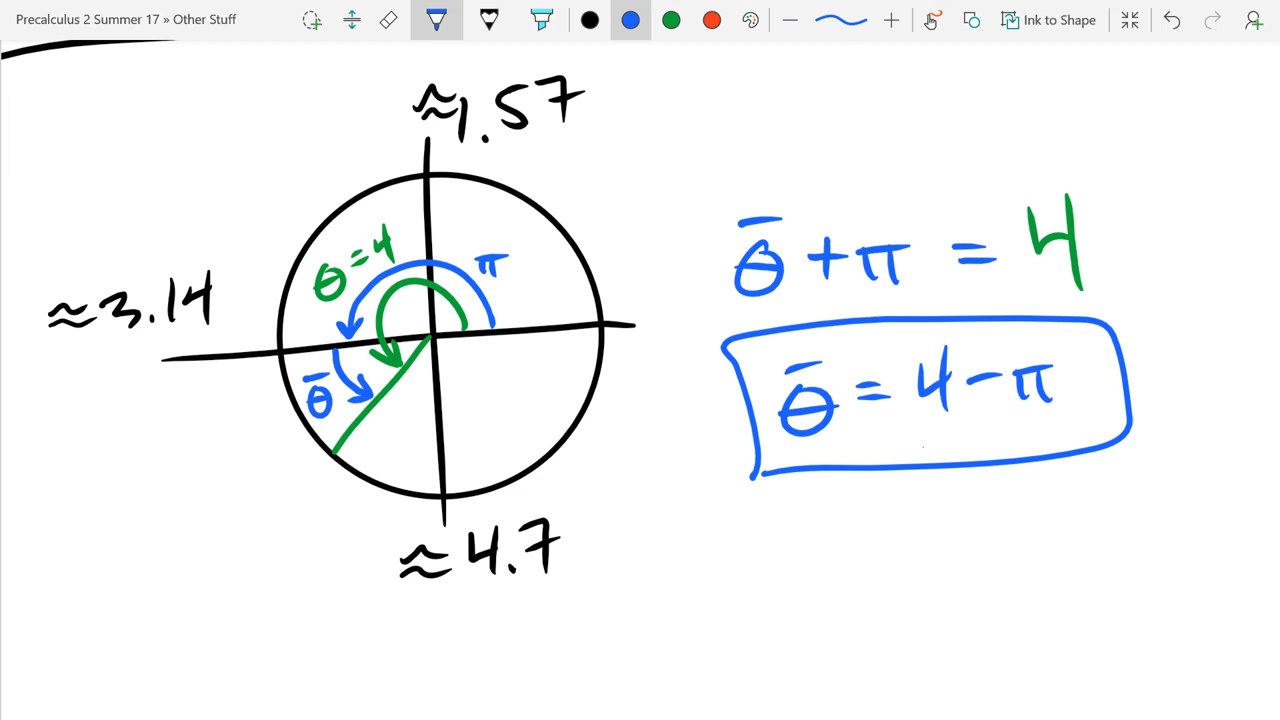 Precalculus 2 Summer 17 » Other Stuff
Ink to Shape
≈1.57
θ=4
π
≈3.14
θ̄
≈4.7
θ̄ + π = 4
θ̄ = 4 - π